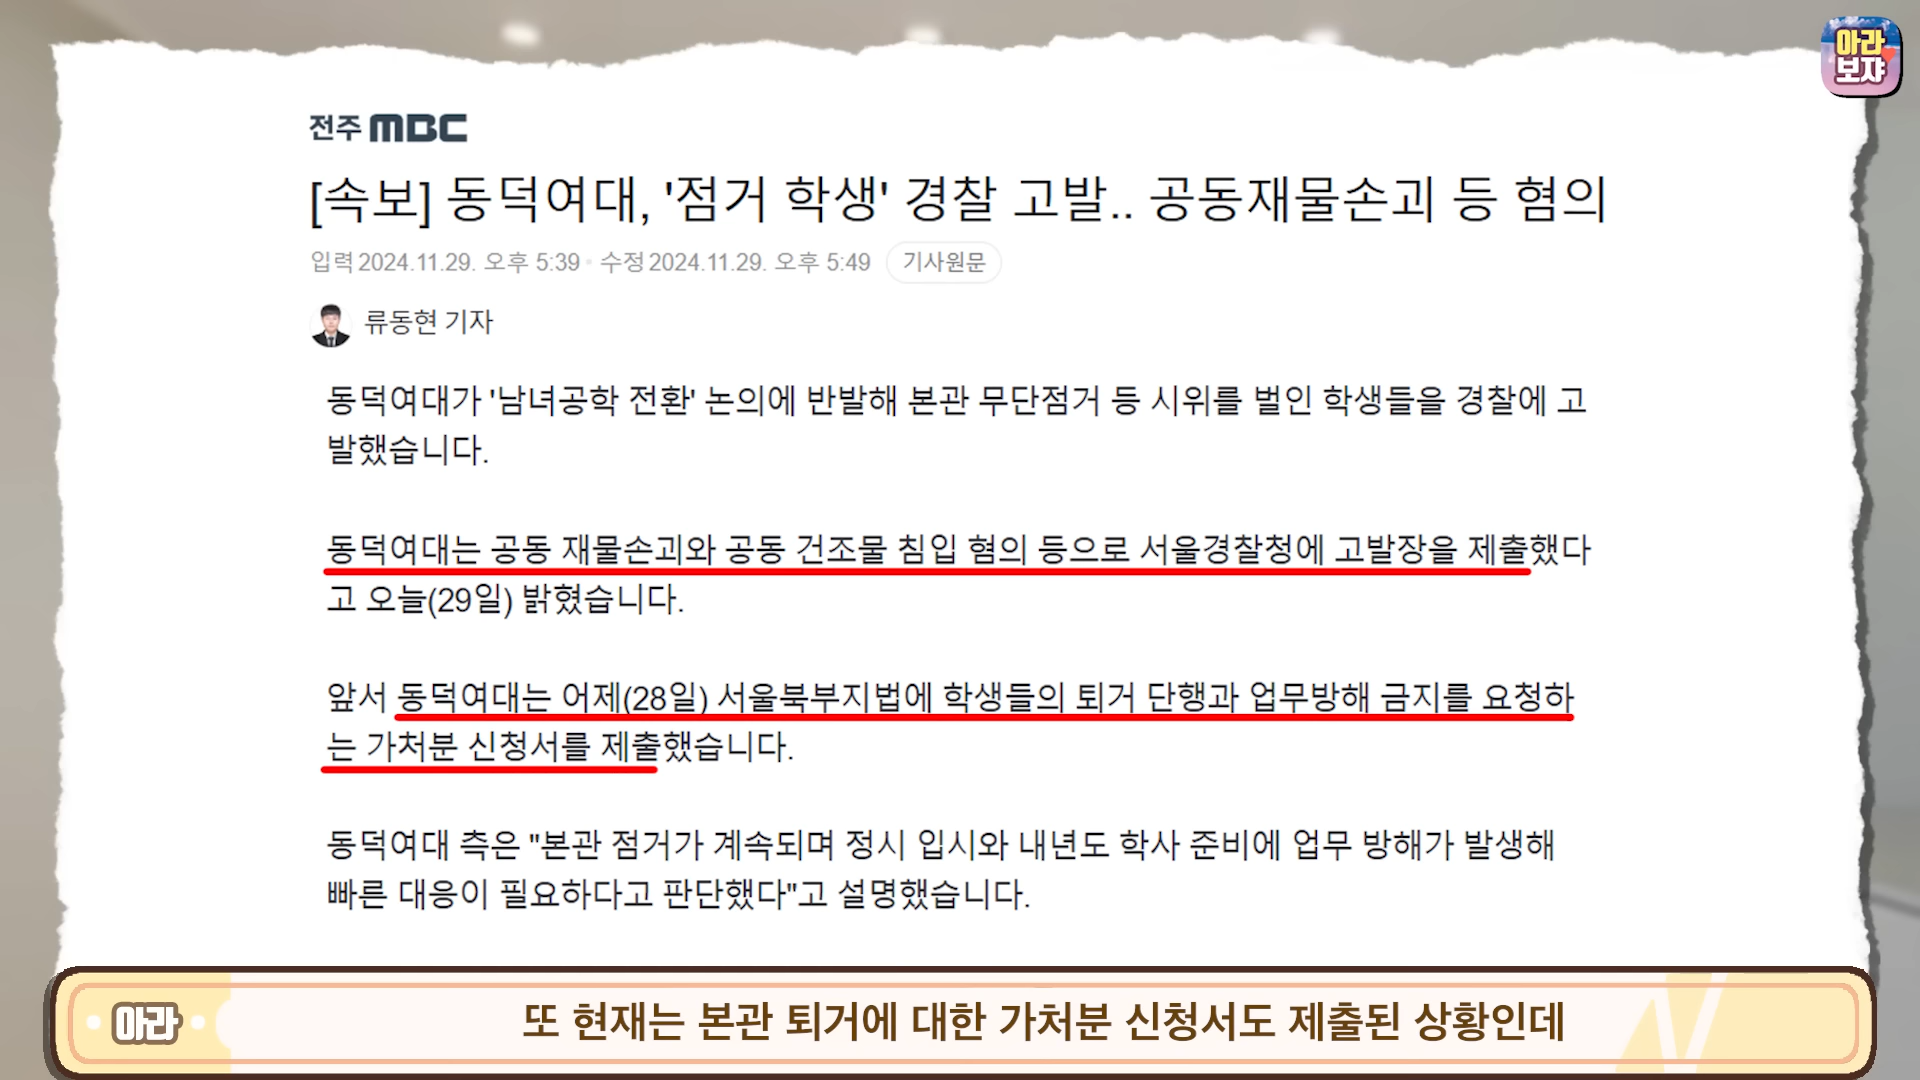 아라
보쟈
전주 MBC
[속보] 동덕여대, '점거 학생' 경찰 고발.. 공동재물손괴 등 혐의
입력 2024.11.29. 오후 5:39 · 수정 2024.11.29. 오후 5:49 기사원문
류동현 기자
동덕여대가 '남녀공학 전환' 논의에 반발해 본관 무단점거 등 시위를 벌인 학생들을 경찰에 고
발했습니다.
동덕여대는 공동 재물손괴와 공동 건조물 침입 혐의 등으로 서울경찰청에 고발장을 제출했다
고 오늘(29일) 밝혔습니다.
앞서 동덕여대는 어제(28일) 서울북부지법에 학생들의 퇴거 단행과 업무방해 금지를 요청하
는 가처분 신청서를 제출했습니다.
동덕여대 측은 "본관 점거가 계속되며 정시 입시와 내년도 학사 준비에 업무 방해가 발생해
빠른 대응이 필요하다고 판단했다"고 설명했습니다.
아라
또 현재는 본관 퇴거에 대한 가처분 신청서도 제출된 상황인데